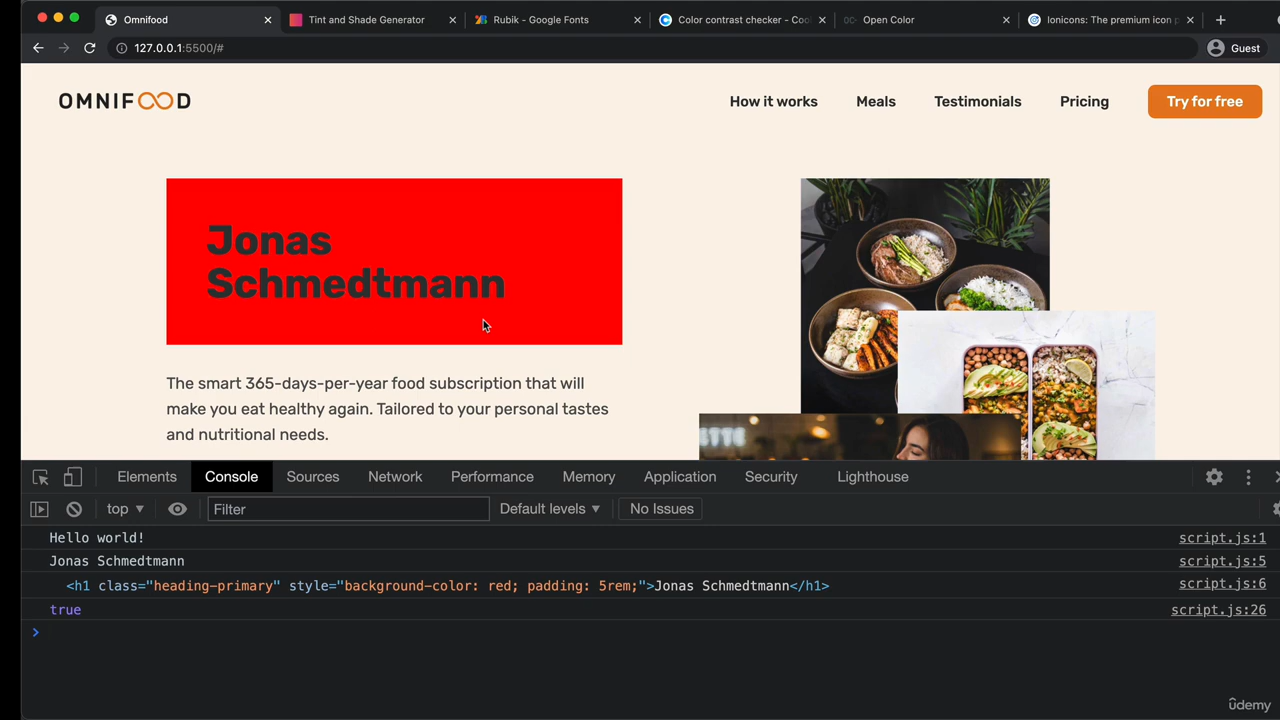 Omnifood
Tint and Shade Generator
Rubik - Google Fonts
Color contrast checker - Coo
Open Color
Ionicons: The premium icon p
127.0.0.1:5500/#
Guest
OMNIFOOD
How it works
Meals
Testimonials
Pricing
Try for free
Jonas
Schmedtmann
The smart 365-days-per-year food subscription that will
make you eat healthy again. Tailored to your personal tastes
and nutritional needs.
Elements
Console
Sources
Network
Performance
Memory
Application
Security
Lighthouse
top
Filter
Default levels
No Issues
Hello world!
script.js:1
Jonas Schmedtmann
script.js:5
<h1 class="heading-primary" style="background-color: red; padding: 5rem;">Jonas Schmedtmann</h1>
script.js:6
true
script.js:26
ûdemy